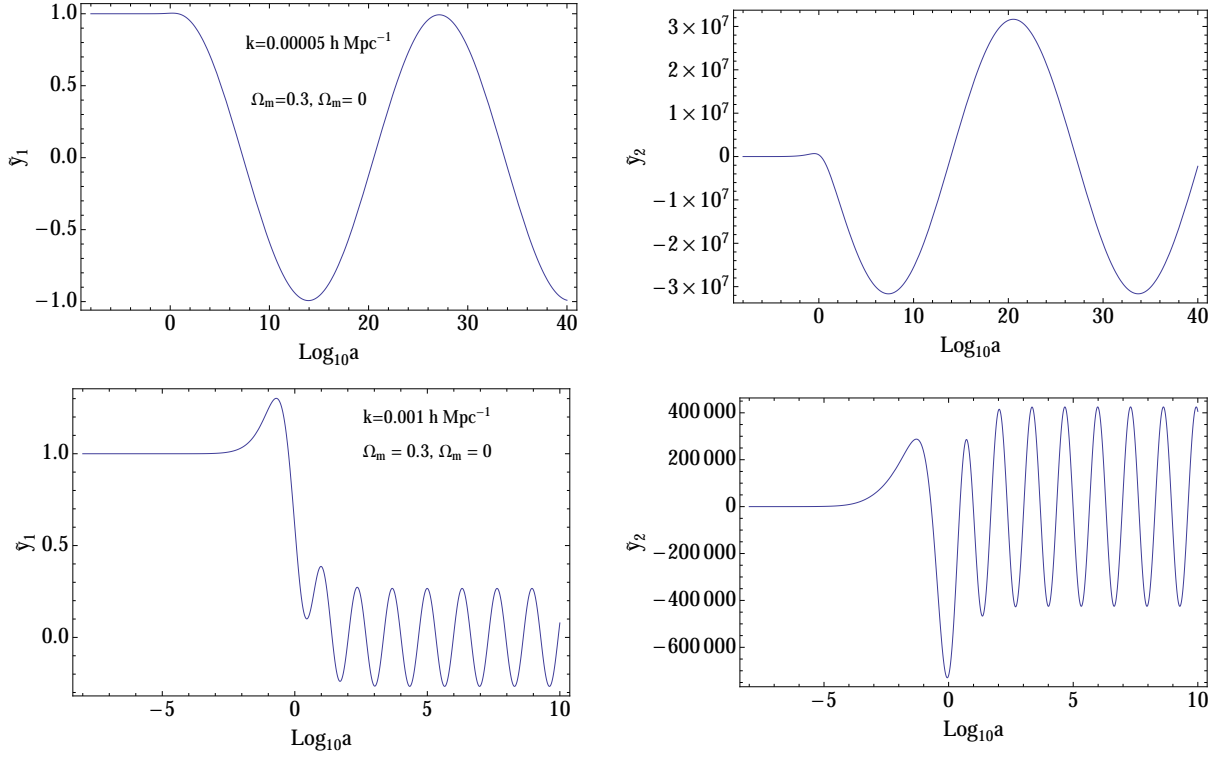 1.0
0.5
0.0
−0.5
−1.0
ỹ₁
k=0.00005 h Mpc⁻¹
Ωₘ=0.3, Ωₘ= 0
0 10 20 30 40
Log₁₀a
3 × 10⁷
2 × 10⁷
1 × 10⁷
0
−1 × 10⁷
−2 × 10⁷
−3 × 10⁷
ỹ₂
0 10 20 30 40
Log₁₀a
1.0
0.5
0.0
ỹ₁
k=0.001 h Mpc⁻¹
Ωₘ = 0.3, Ωₘ = 0
−5 0 5 10
Log₁₀a
400 000
200 000
0
−200 000
−400 000
−600 000
ỹ₂
−5 0 5 10
Log₁₀a